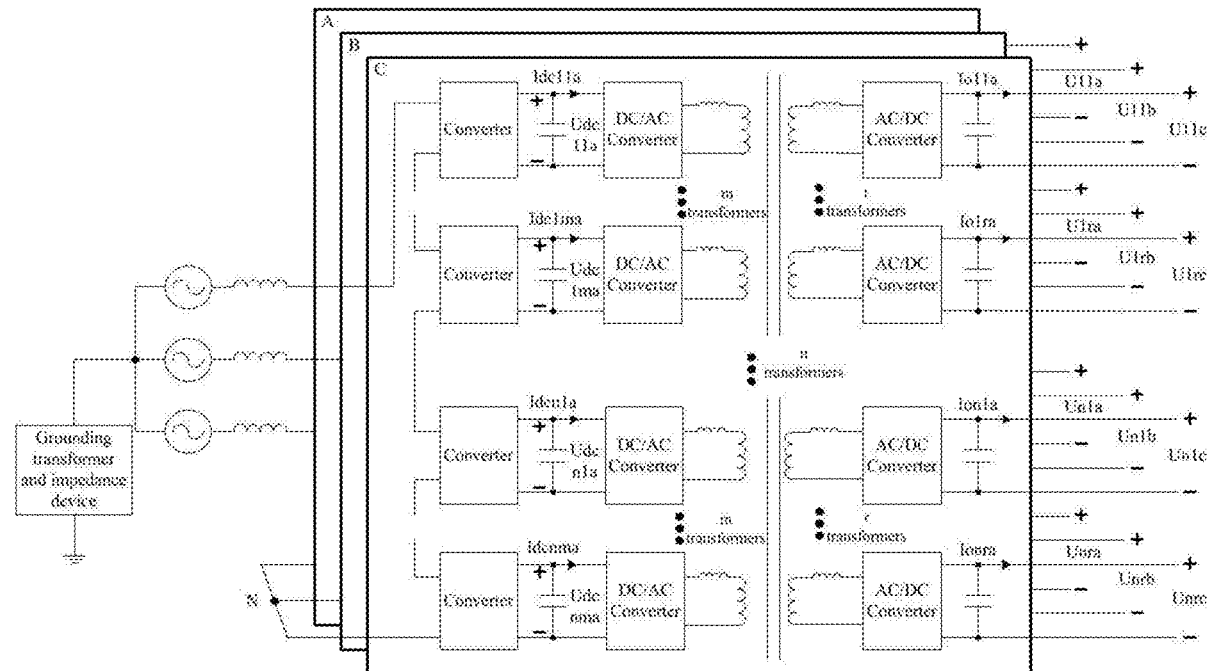 A
B
C
Idc11a
Io11a
U11a
U11b
U11c
Converter
Udc
11a
DC/AC
Converter
AC/DC
Converter
m
transformers
r
transformers
Idc1ma
Io1ra
U1ra
U1rb
U1rc
Converter
Udc
1ma
DC/AC
Converter
AC/DC
Converter
n
transformers
Idcn1a
Ion1a
Un1a
Un1b
Un1c
Converter
Udc
n1a
DC/AC
Converter
AC/DC
Converter
Grounding
transformer
and impedance
device
m
transformers
r
transformers
Idcnma
Ionra
Unra
Unrb
Unrc
N
Converter
Udc
nma
DC/AC
Converter
AC/DC
Converter